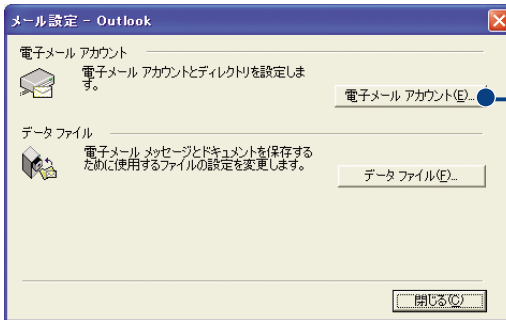 メール設定 - Outlook
電子メール アカウント
電子メール アカウントとディレクトリを設定しま
す。
電子メール アカウント(E)...
データ ファイル
電子メール メッセージとドキュメントを保存する
ために使用するファイルの設定を変更します。
データ ファイル(F)...
閉じる(C)